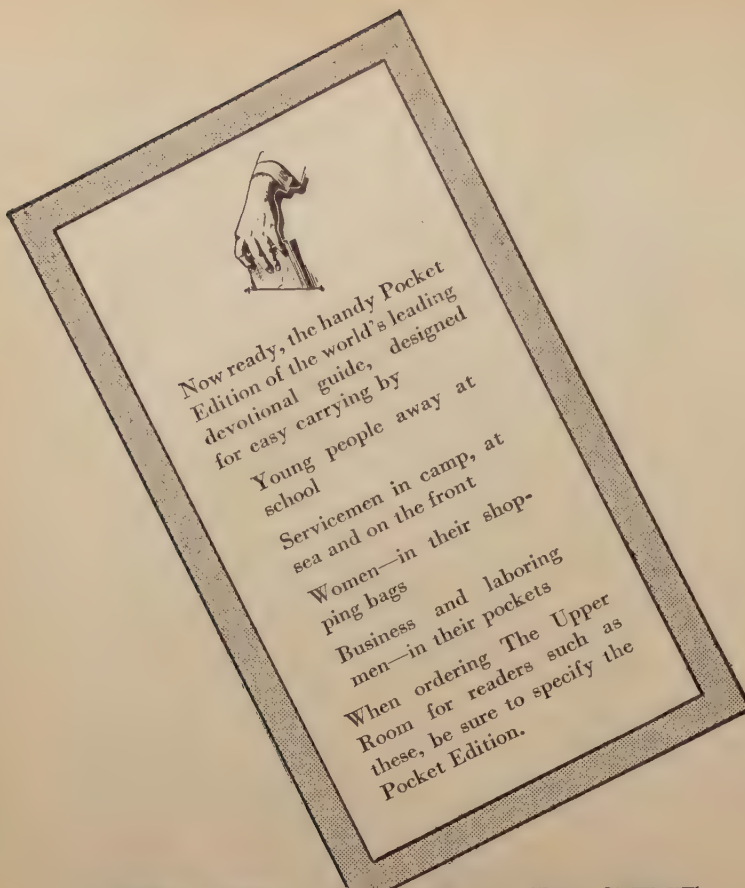 Now ready, the handy Pocket
Edition of the world's leading
devotional guide, designed
for easy carrying by
Young people away at
school
Servicemen in camp, at
sea and on the front
Women—in their shop-
ping bags
Business and laboring
men—in their pockets
When ordering The Upper
Room for readers such as
these, be sure to specify the
Pocket Edition.